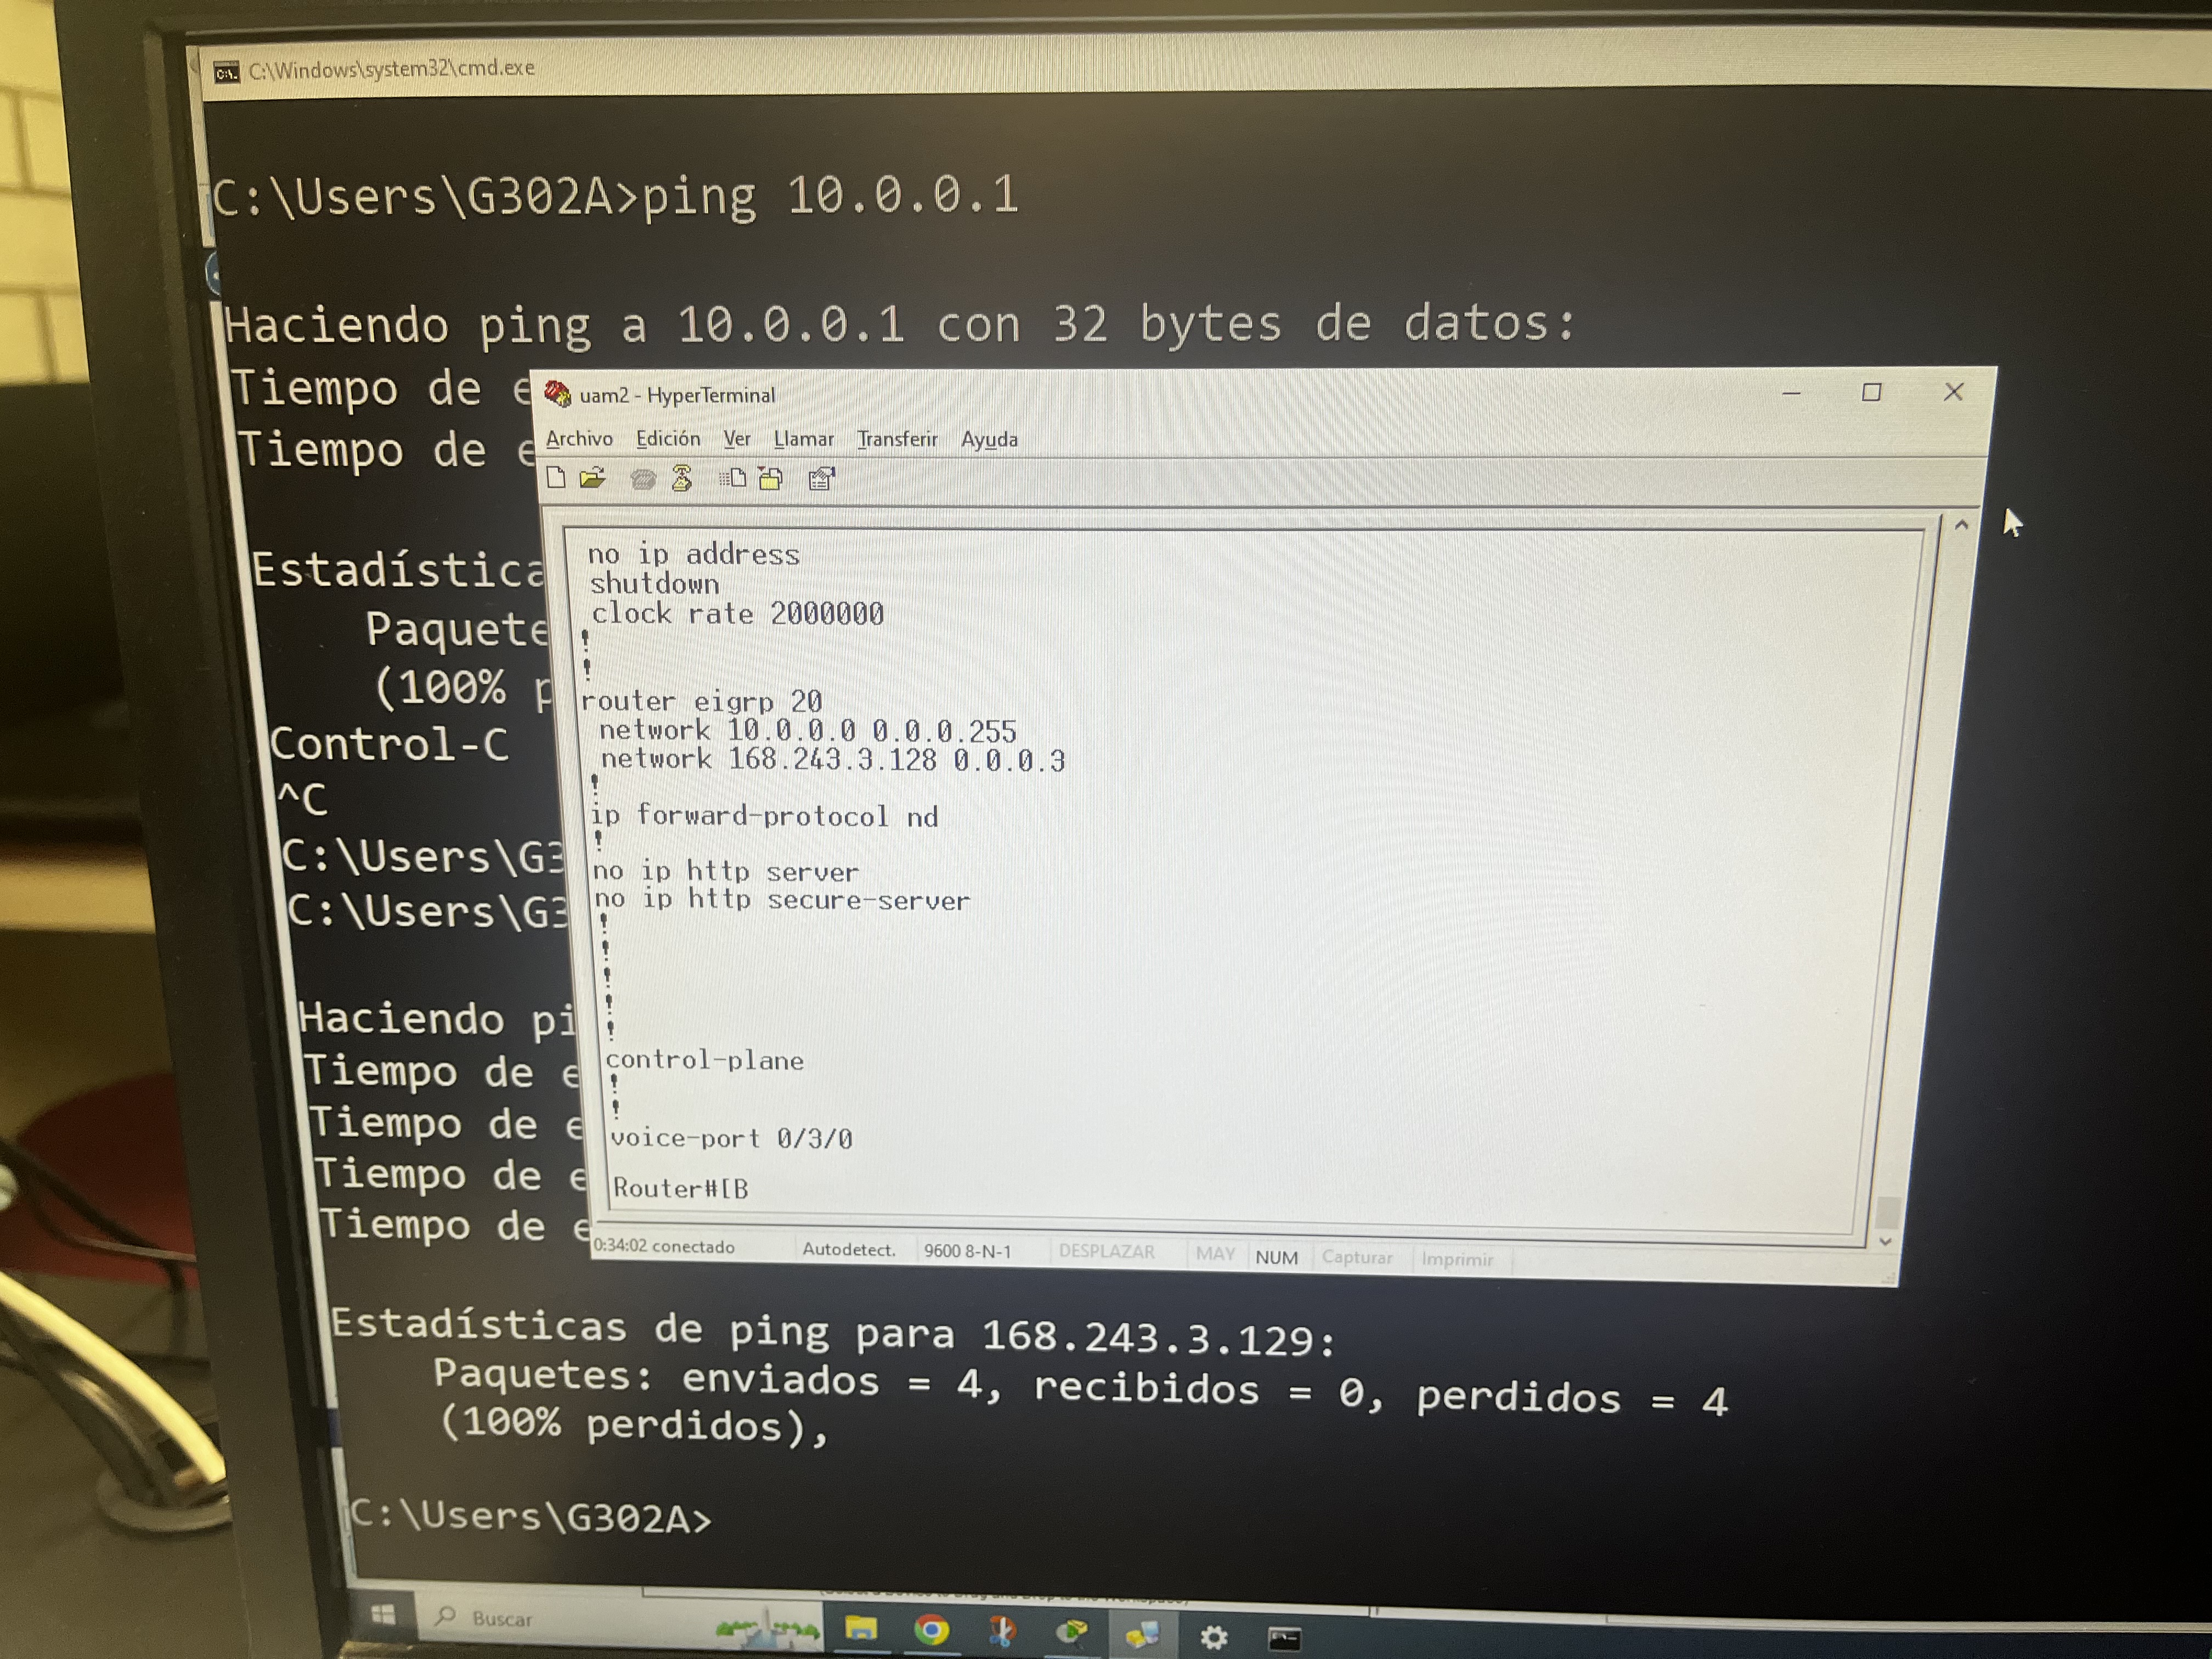 C:\Windows\system32\cmd.exe
C:\Users\G302A>ping 10.0.0.1
Haciendo ping a 10.0.0.1 con 32 bytes de datos:
Tiempo de e
Tiempo de e
Estadística
Paquete
(100% p
Control-C
^C
C:\Users\G3
C:\Users\G3
Haciendo pi
Tiempo de e
Tiempo de e
Tiempo de e
Tiempo de e
Estadísticas de ping para 168.243.3.129:
Paquetes: enviados = 4, recibidos = 0, perdidos = 4
(100% perdidos),
C:\Users\G302A>
uam2 - HyperTerminal
Archivo Edición Ver Llamar Transferir Ayuda
no ip address
shutdown
clock rate 2000000
!
!
router eigrp 20
network 10.0.0.0 0.0.0.255
network 168.243.3.128 0.0.0.3
!
ip forward-protocol nd
!
no ip http server
no ip http secure-server
!
!
!
!
!
control-plane
!
!
voice-port 0/3/0
Router#[B
0:34:02 conectado Autodetect. 9600 8-N-1 DESPLAZAR MAY NUM Capturar Imprimir
Buscar